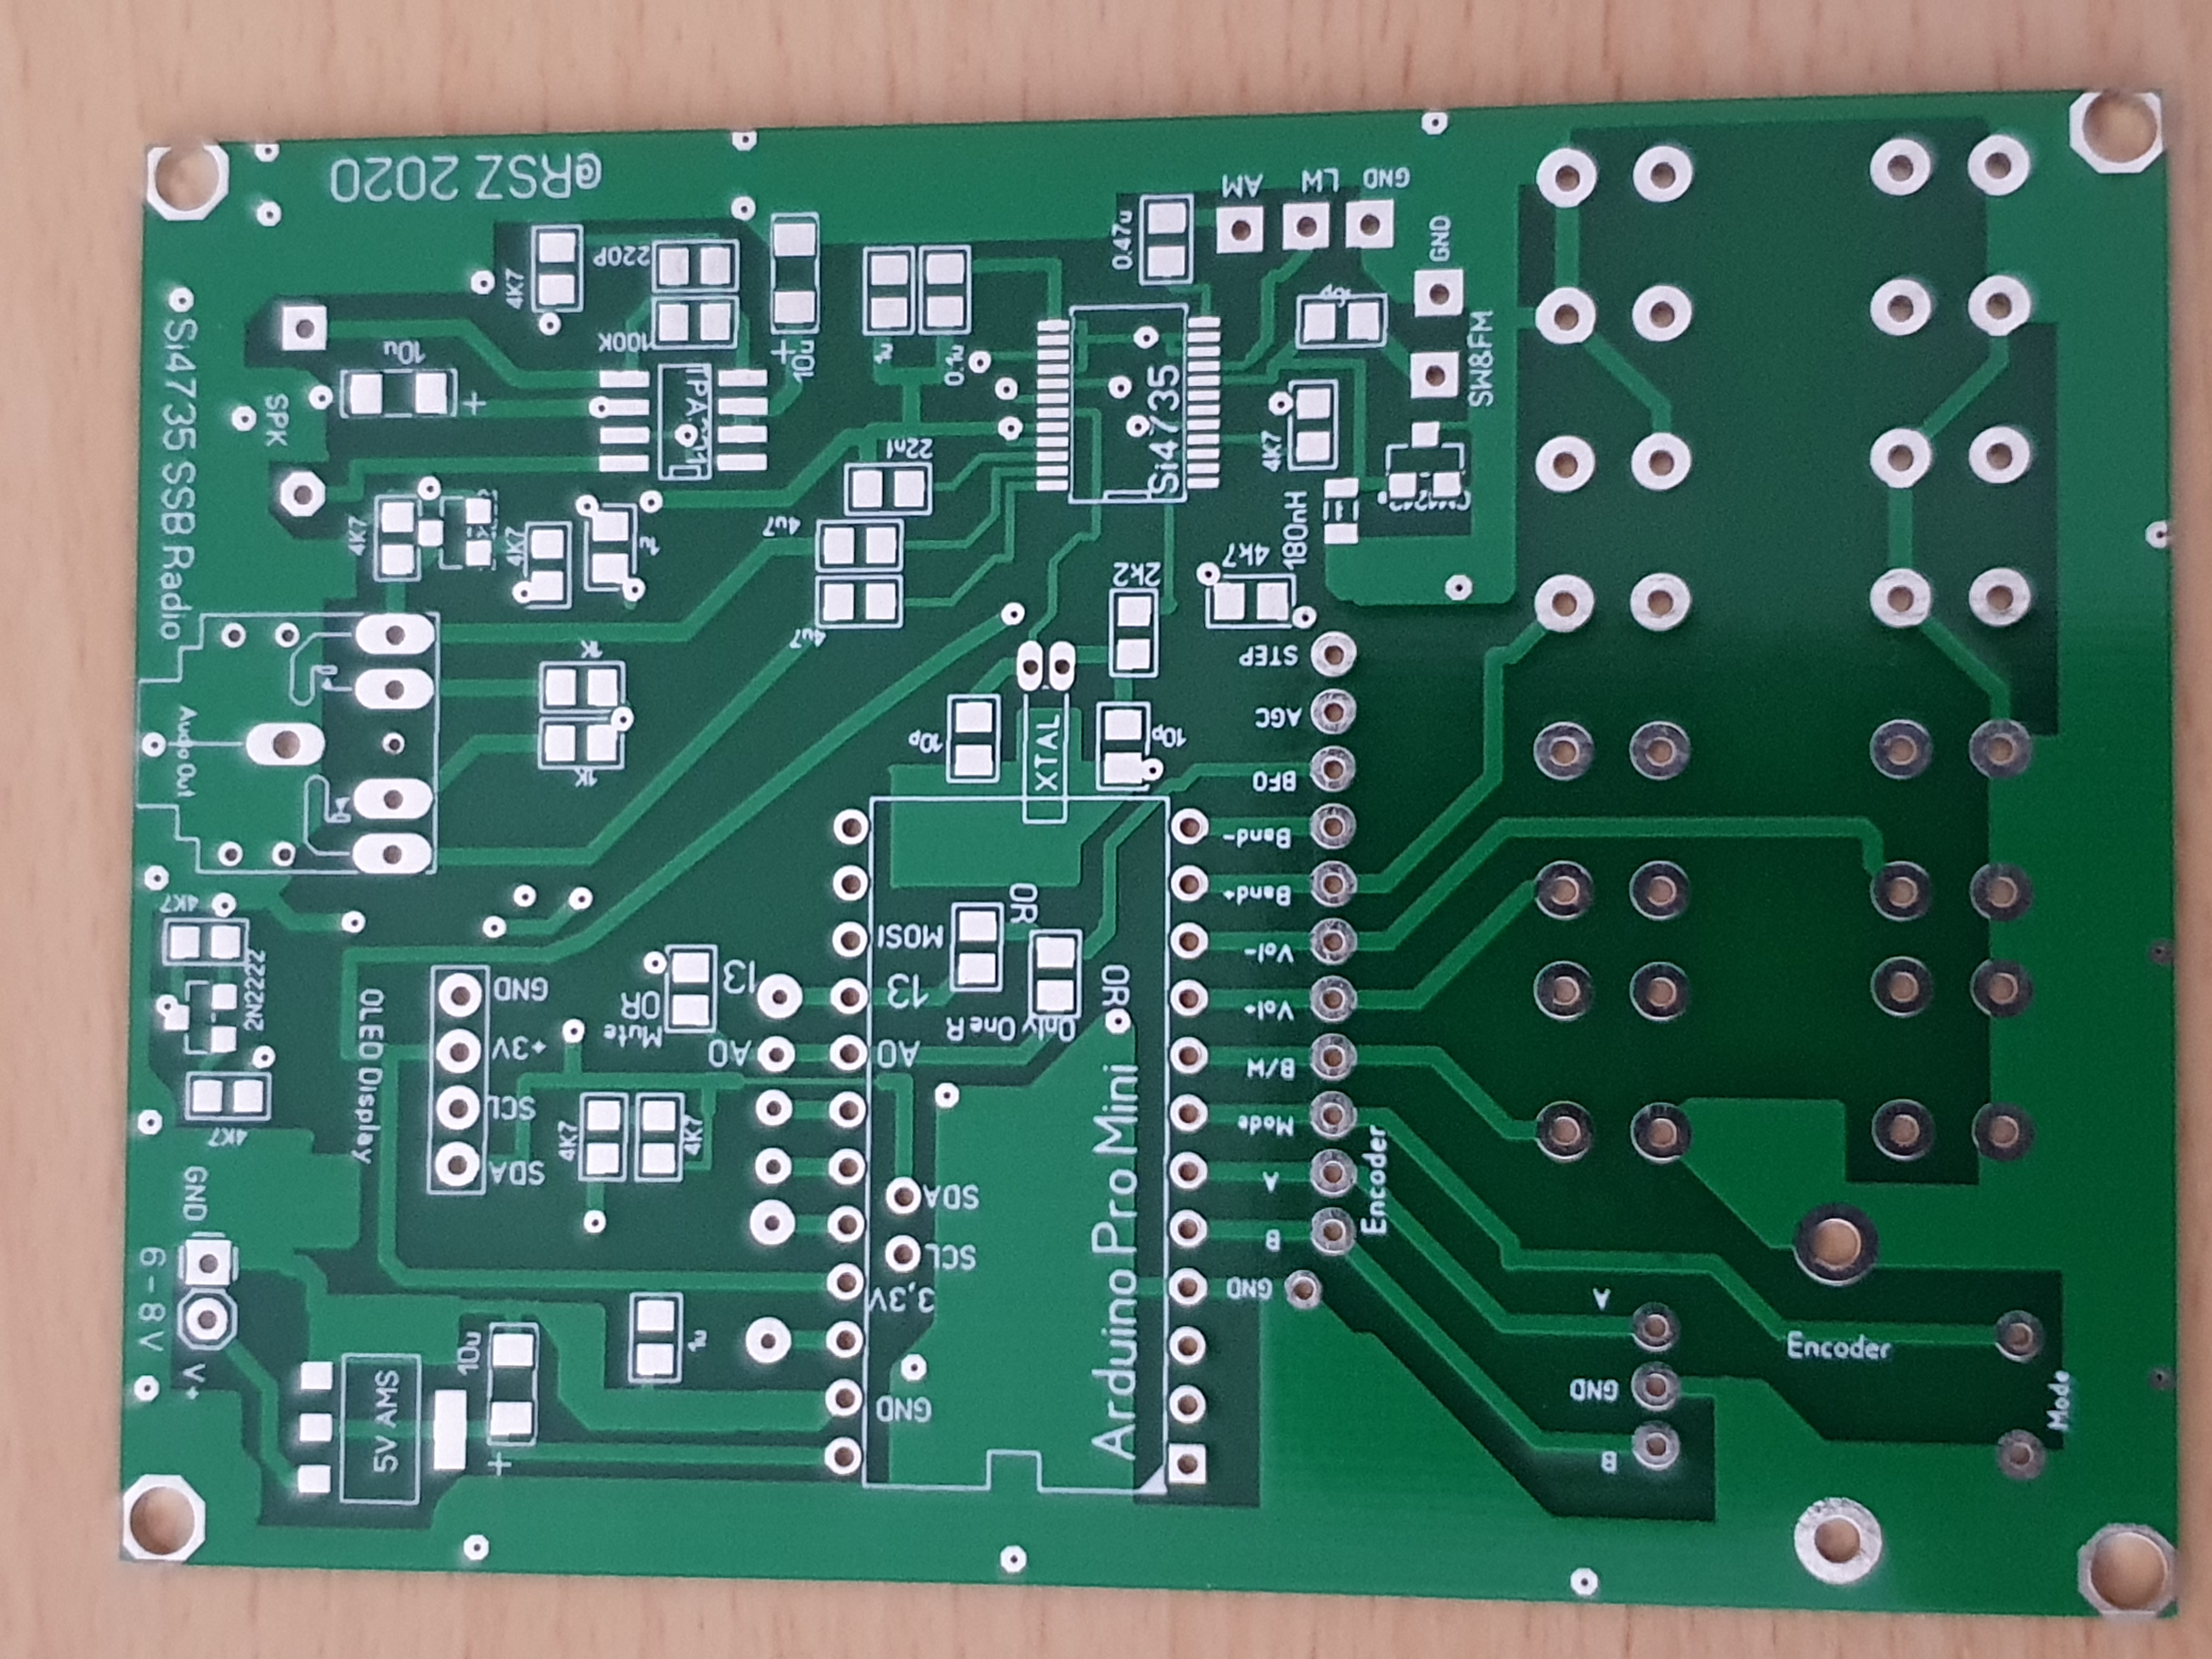 6-8V
V+
GND
4K7
2N2222
4K7
Audio Out
Si4735 SSB Radio
SPK
5V AMS
+
10u
OLED Display
SDA
SCL
+3V
GND
4K7
4K7
1u
Mute
0R
A0
13
4K7
10u
+
4K7
1u
1K
1K
4K7
100K
220P
@RSZ 2020
10u
+
4u7
4u7
22nf
1u
0.1u
GND
3,3V
SCL
SDA
A0
13
MOSI
Only One R
0R
0R
10p
XTAL
10p
2k2
Arduino Pro Mini
Si4735
0.47u
GND
B
A
Mode
B/W
Vol+
Vol-
Band+
Band-
BFO
AGC
STEP
4k7
180nH
4K7
AM
LW
GND
Encoder
SW&FM
GND
B
GND
A
Encoder
Mode